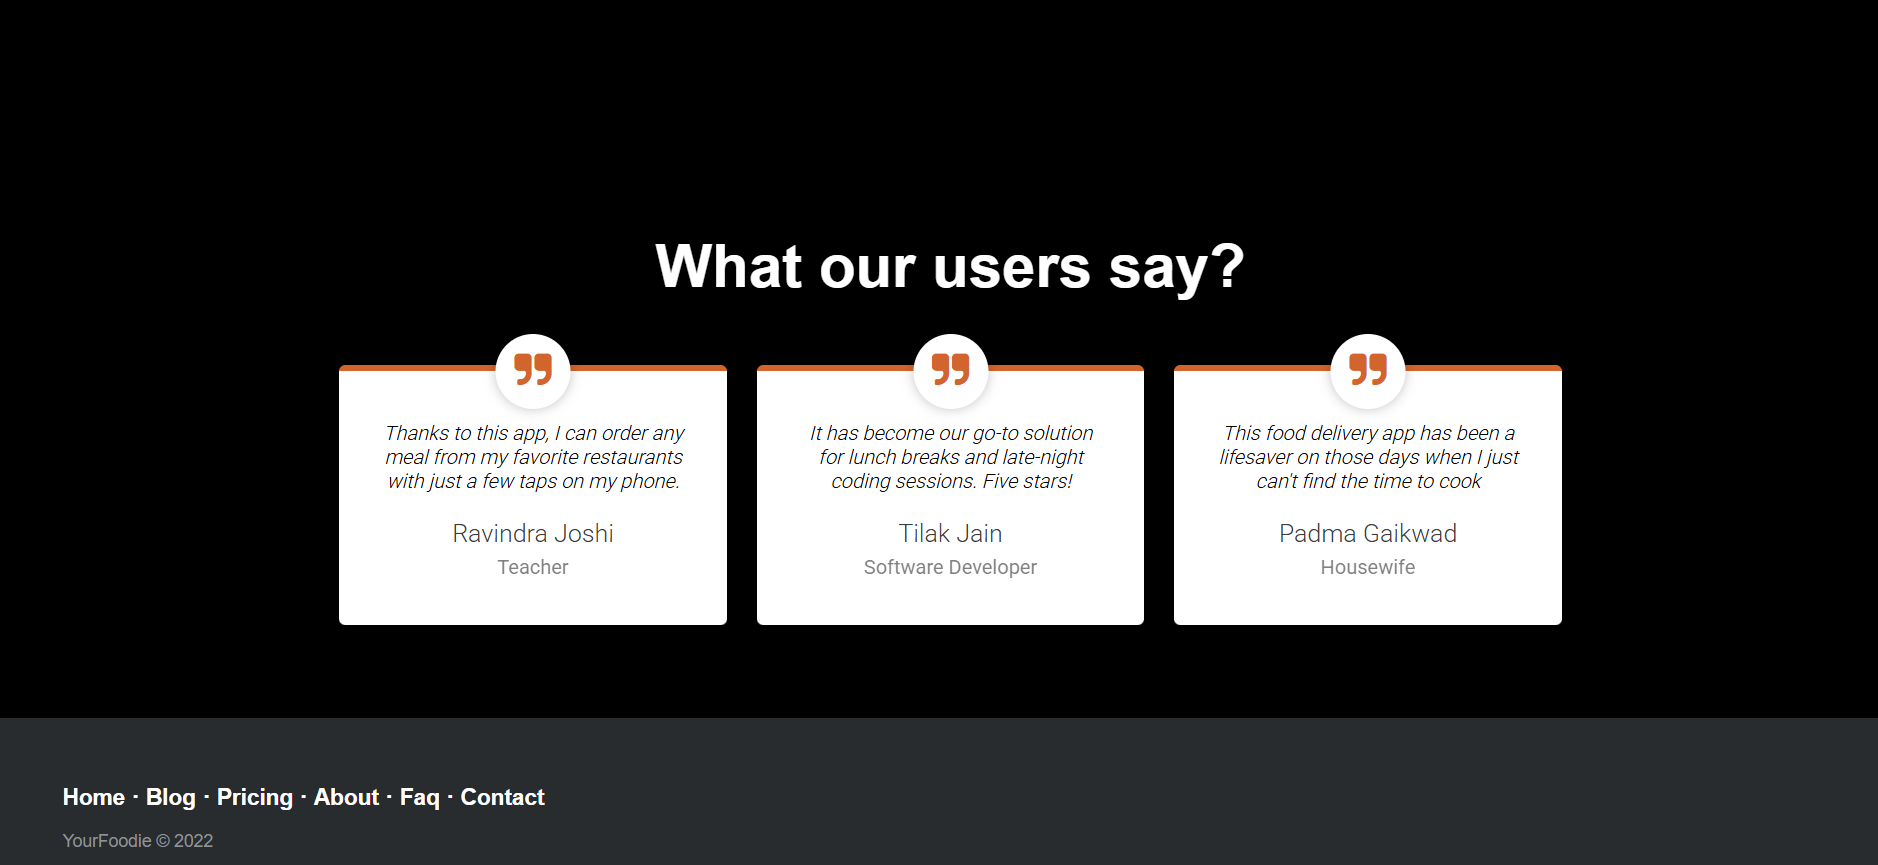 What our users say?
Thanks to this app, I can order any
meal from my favorite restaurants
with just a few taps on my phone.
Ravindra Joshi
Teacher
It has become our go-to solution
for lunch breaks and late-night
coding sessions. Five stars!
Tilak Jain
Software Developer
This food delivery app has been a
lifesaver on those days when I just
can't find the time to cook
Padma Gaikwad
Housewife
Home · Blog · Pricing · About · Faq · Contact
YourFoodie © 2022